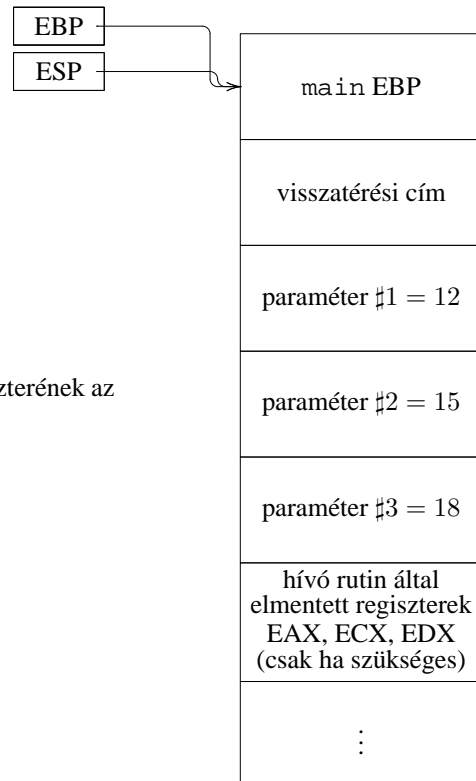 EBP
ESP
main EBP
visszatérési cím
paraméter ♯1 = 12
zterének az
paraméter ♯2 = 15
paraméter ♯3 = 18
hívó rutin által
elmentett regiszterek
EAX, ECX, EDX
(csak ha szükséges)
⋮